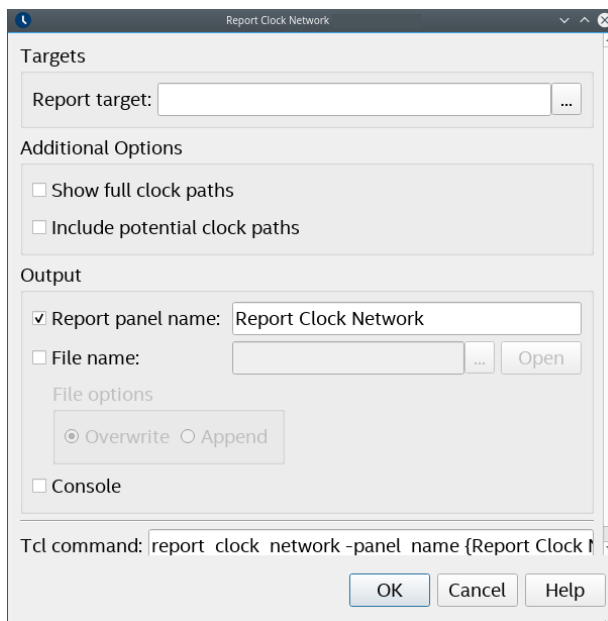 Report Clock Network
Targets
Report target: ...
Additional Options
Show full clock paths
Include potential clock paths
Output
Report panel name: Report Clock Network
File name: ... Open
File options
Overwrite Append
Console
Tcl command: report_clock_network -panel_name {Report Clock
OK Cancel Help